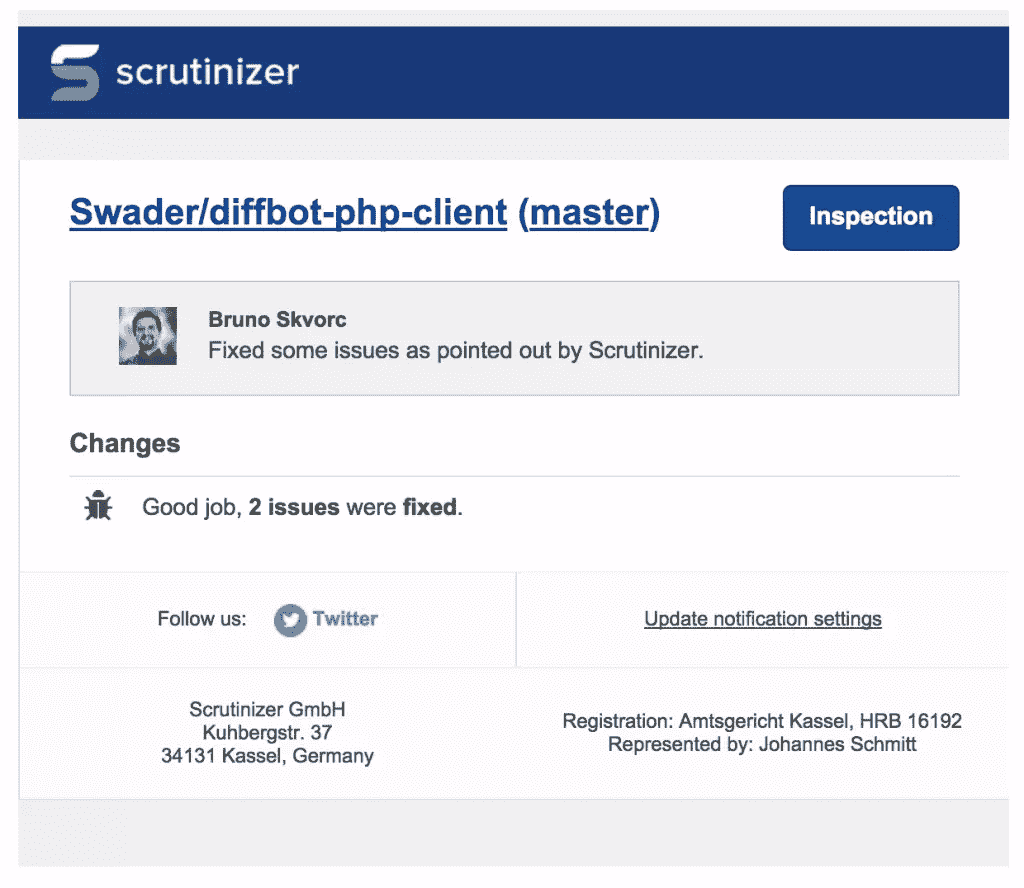 scrutinizer
Swader/diffbot-php-client (master)
Inspection
Bruno Skvorc
Fixed some issues as pointed out by Scrutinizer.
Changes
Good job, 2 issues were fixed.
Follow us: Twitter
Update notification settings
Scrutinizer GmbH
Kuhbergstr. 37
34131 Kassel, Germany
Registration: Amtsgericht Kassel, HRB 16192
Represented by: Johannes Schmitt